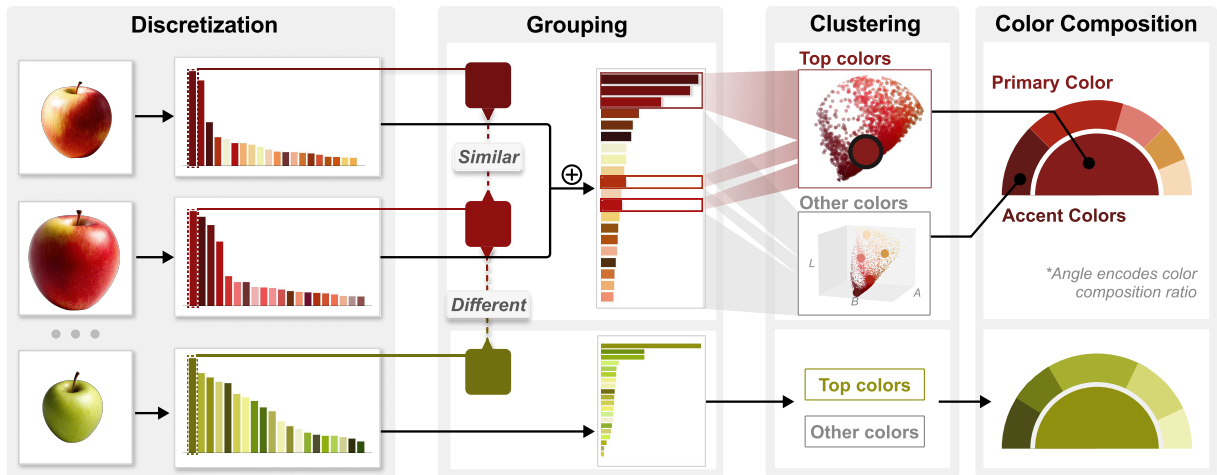 Discretization
Grouping
Clustering
Color Composition
Similar
Different
Top colors
Other colors
L
B
A
Primary Color
Accent Colors
*Angle encodes color
composition ratio
Top colors
Other colors